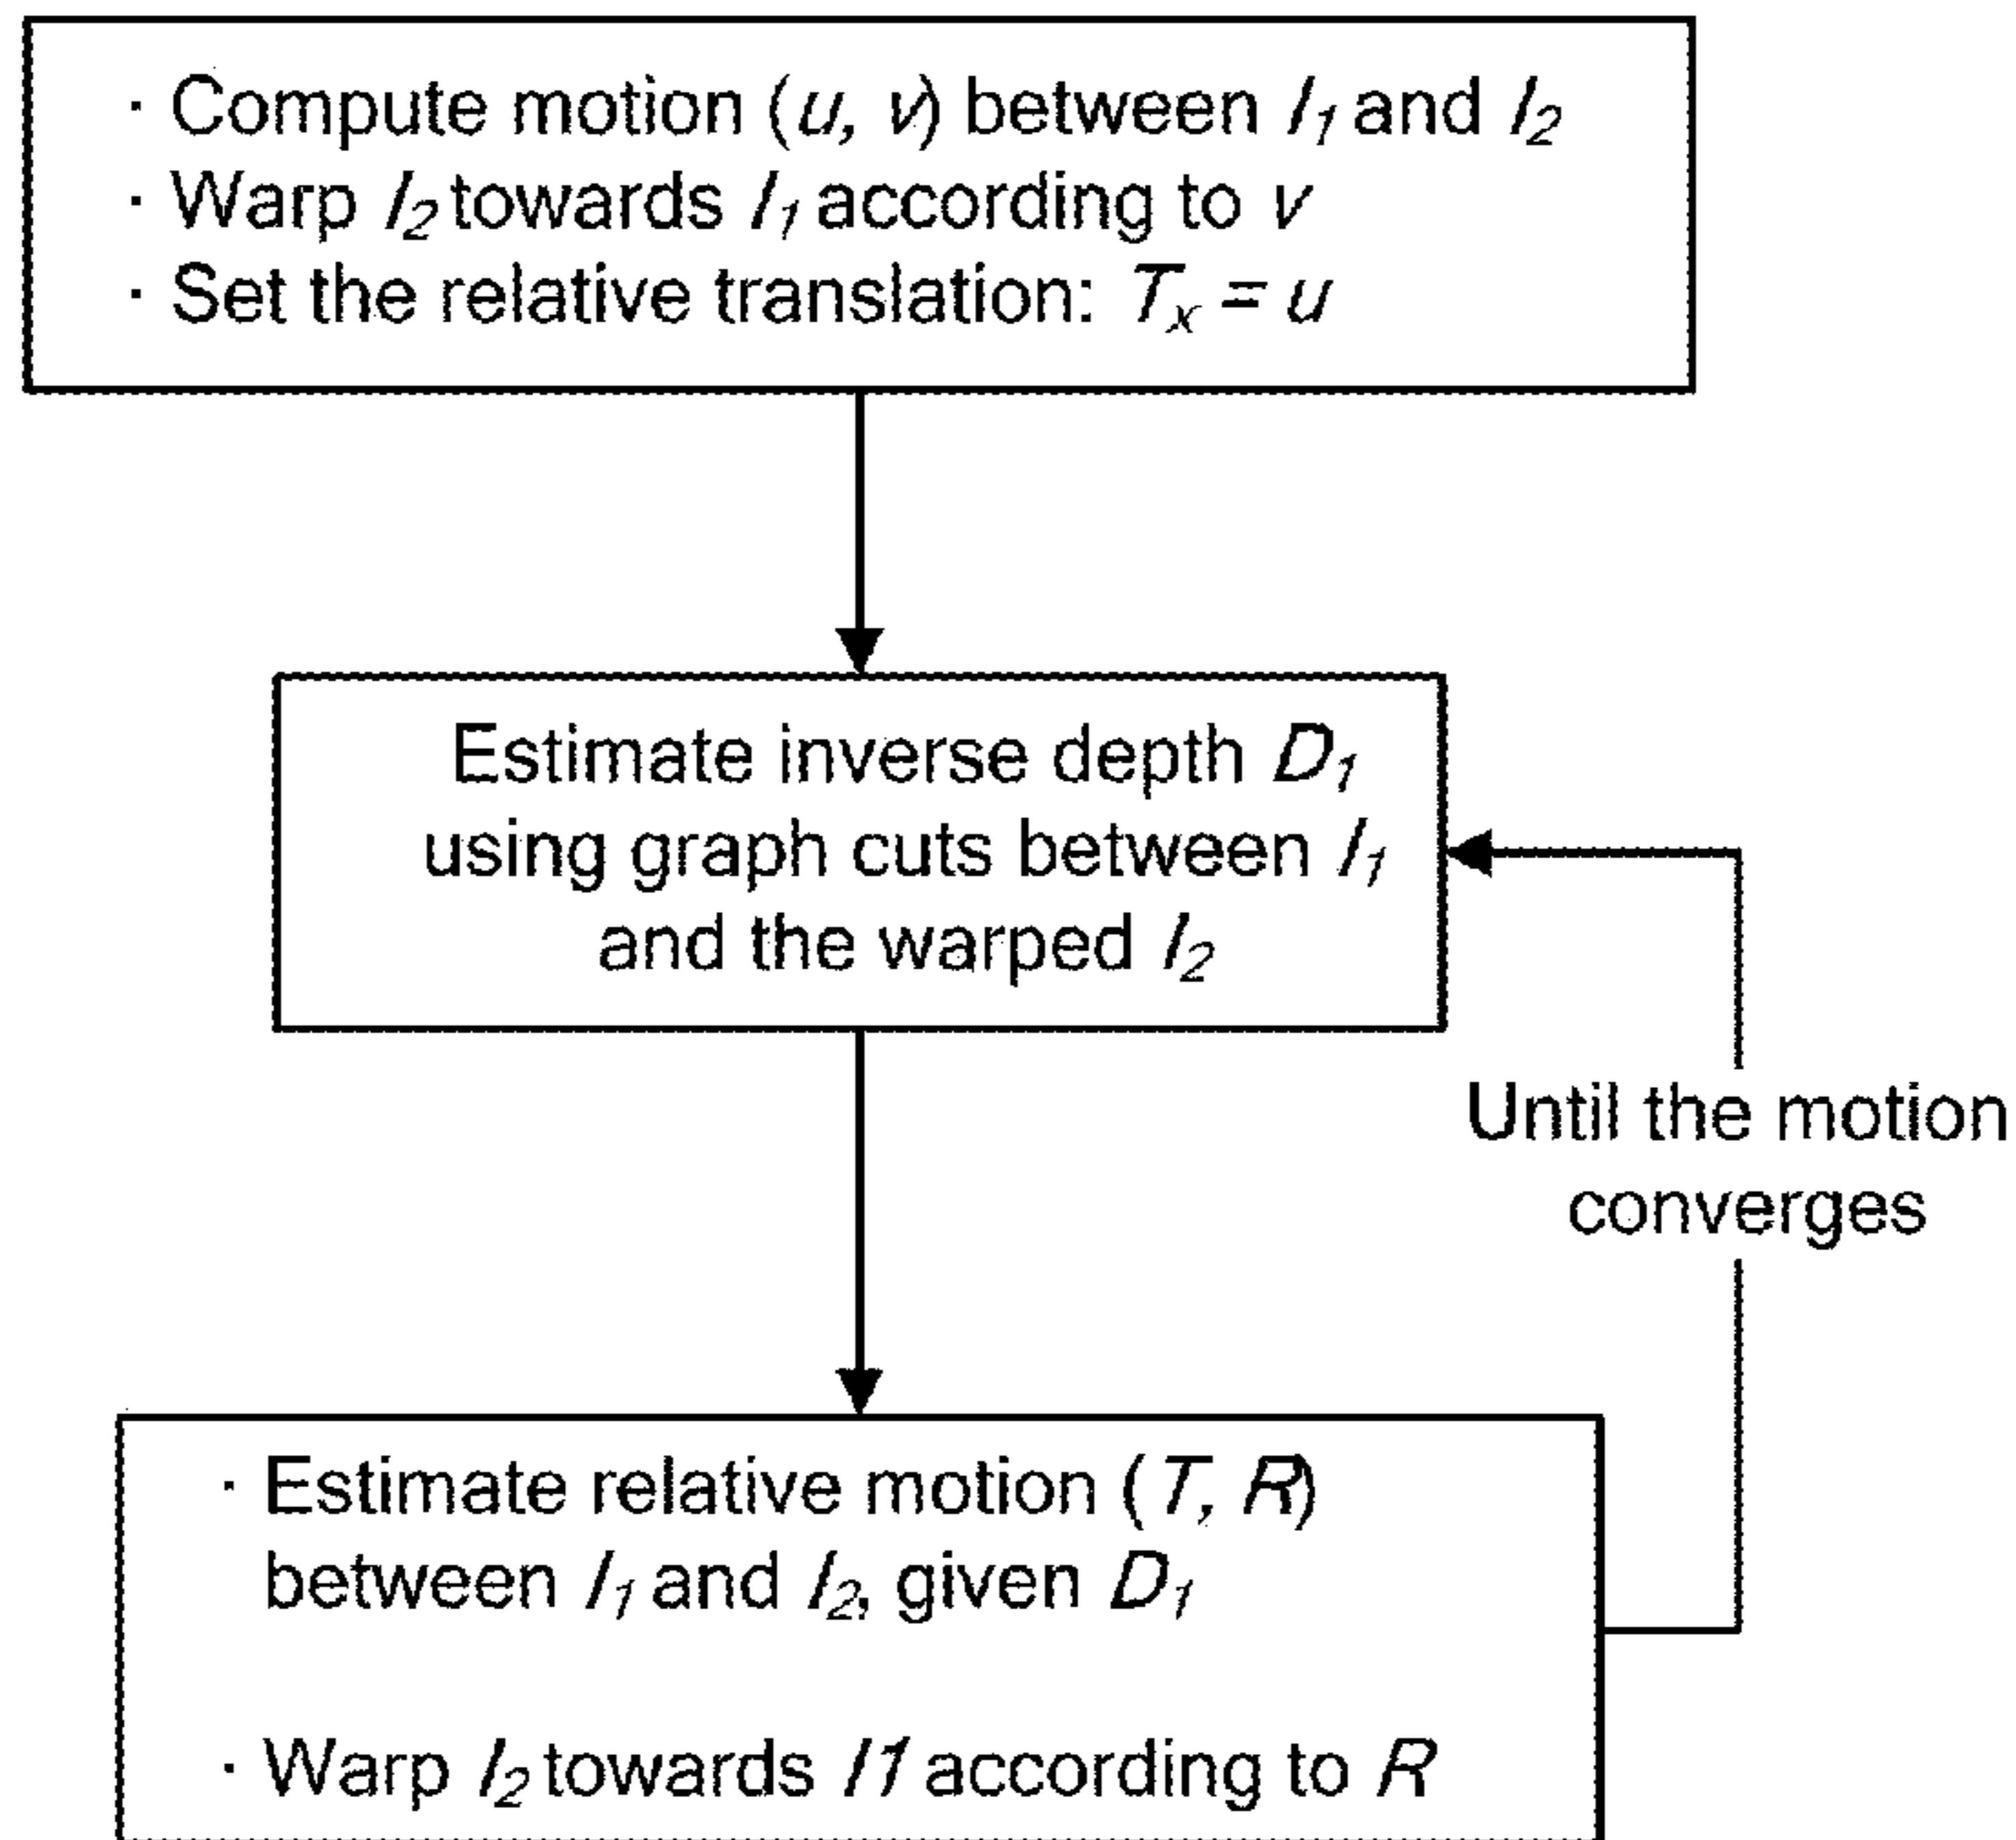 · Compute motion (u, v) between I₁ and I₂
· Warp I₂ towards I₁ according to v
· Set the relative translation: Tₓ = u
Estimate inverse depth D₁
using graph cuts between I₁
and the warped I₂
Until the motion
converges
· Estimate relative motion (T, R)
between I₁ and I₂, given D₁
· Warp I₂ towards I1 according to R